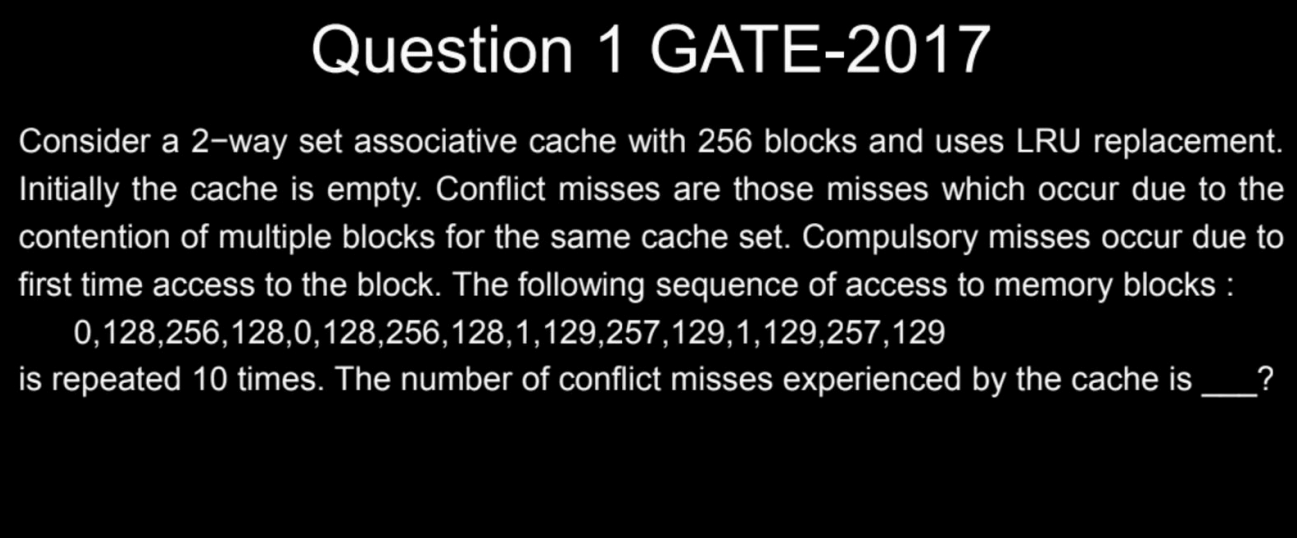 Question 1 GATE-2017
Consider a 2−way set associative cache with 256 blocks and uses LRU replacement.
Initially the cache is empty. Conflict misses are those misses which occur due to the
contention of multiple blocks for the same cache set. Compulsory misses occur due to
first time access to the block. The following sequence of access to memory blocks :
0,128,256,128,0,128,256,128,1,129,257,129,1,129,257,129
is repeated 10 times. The number of conflict misses experienced by the cache is ___?